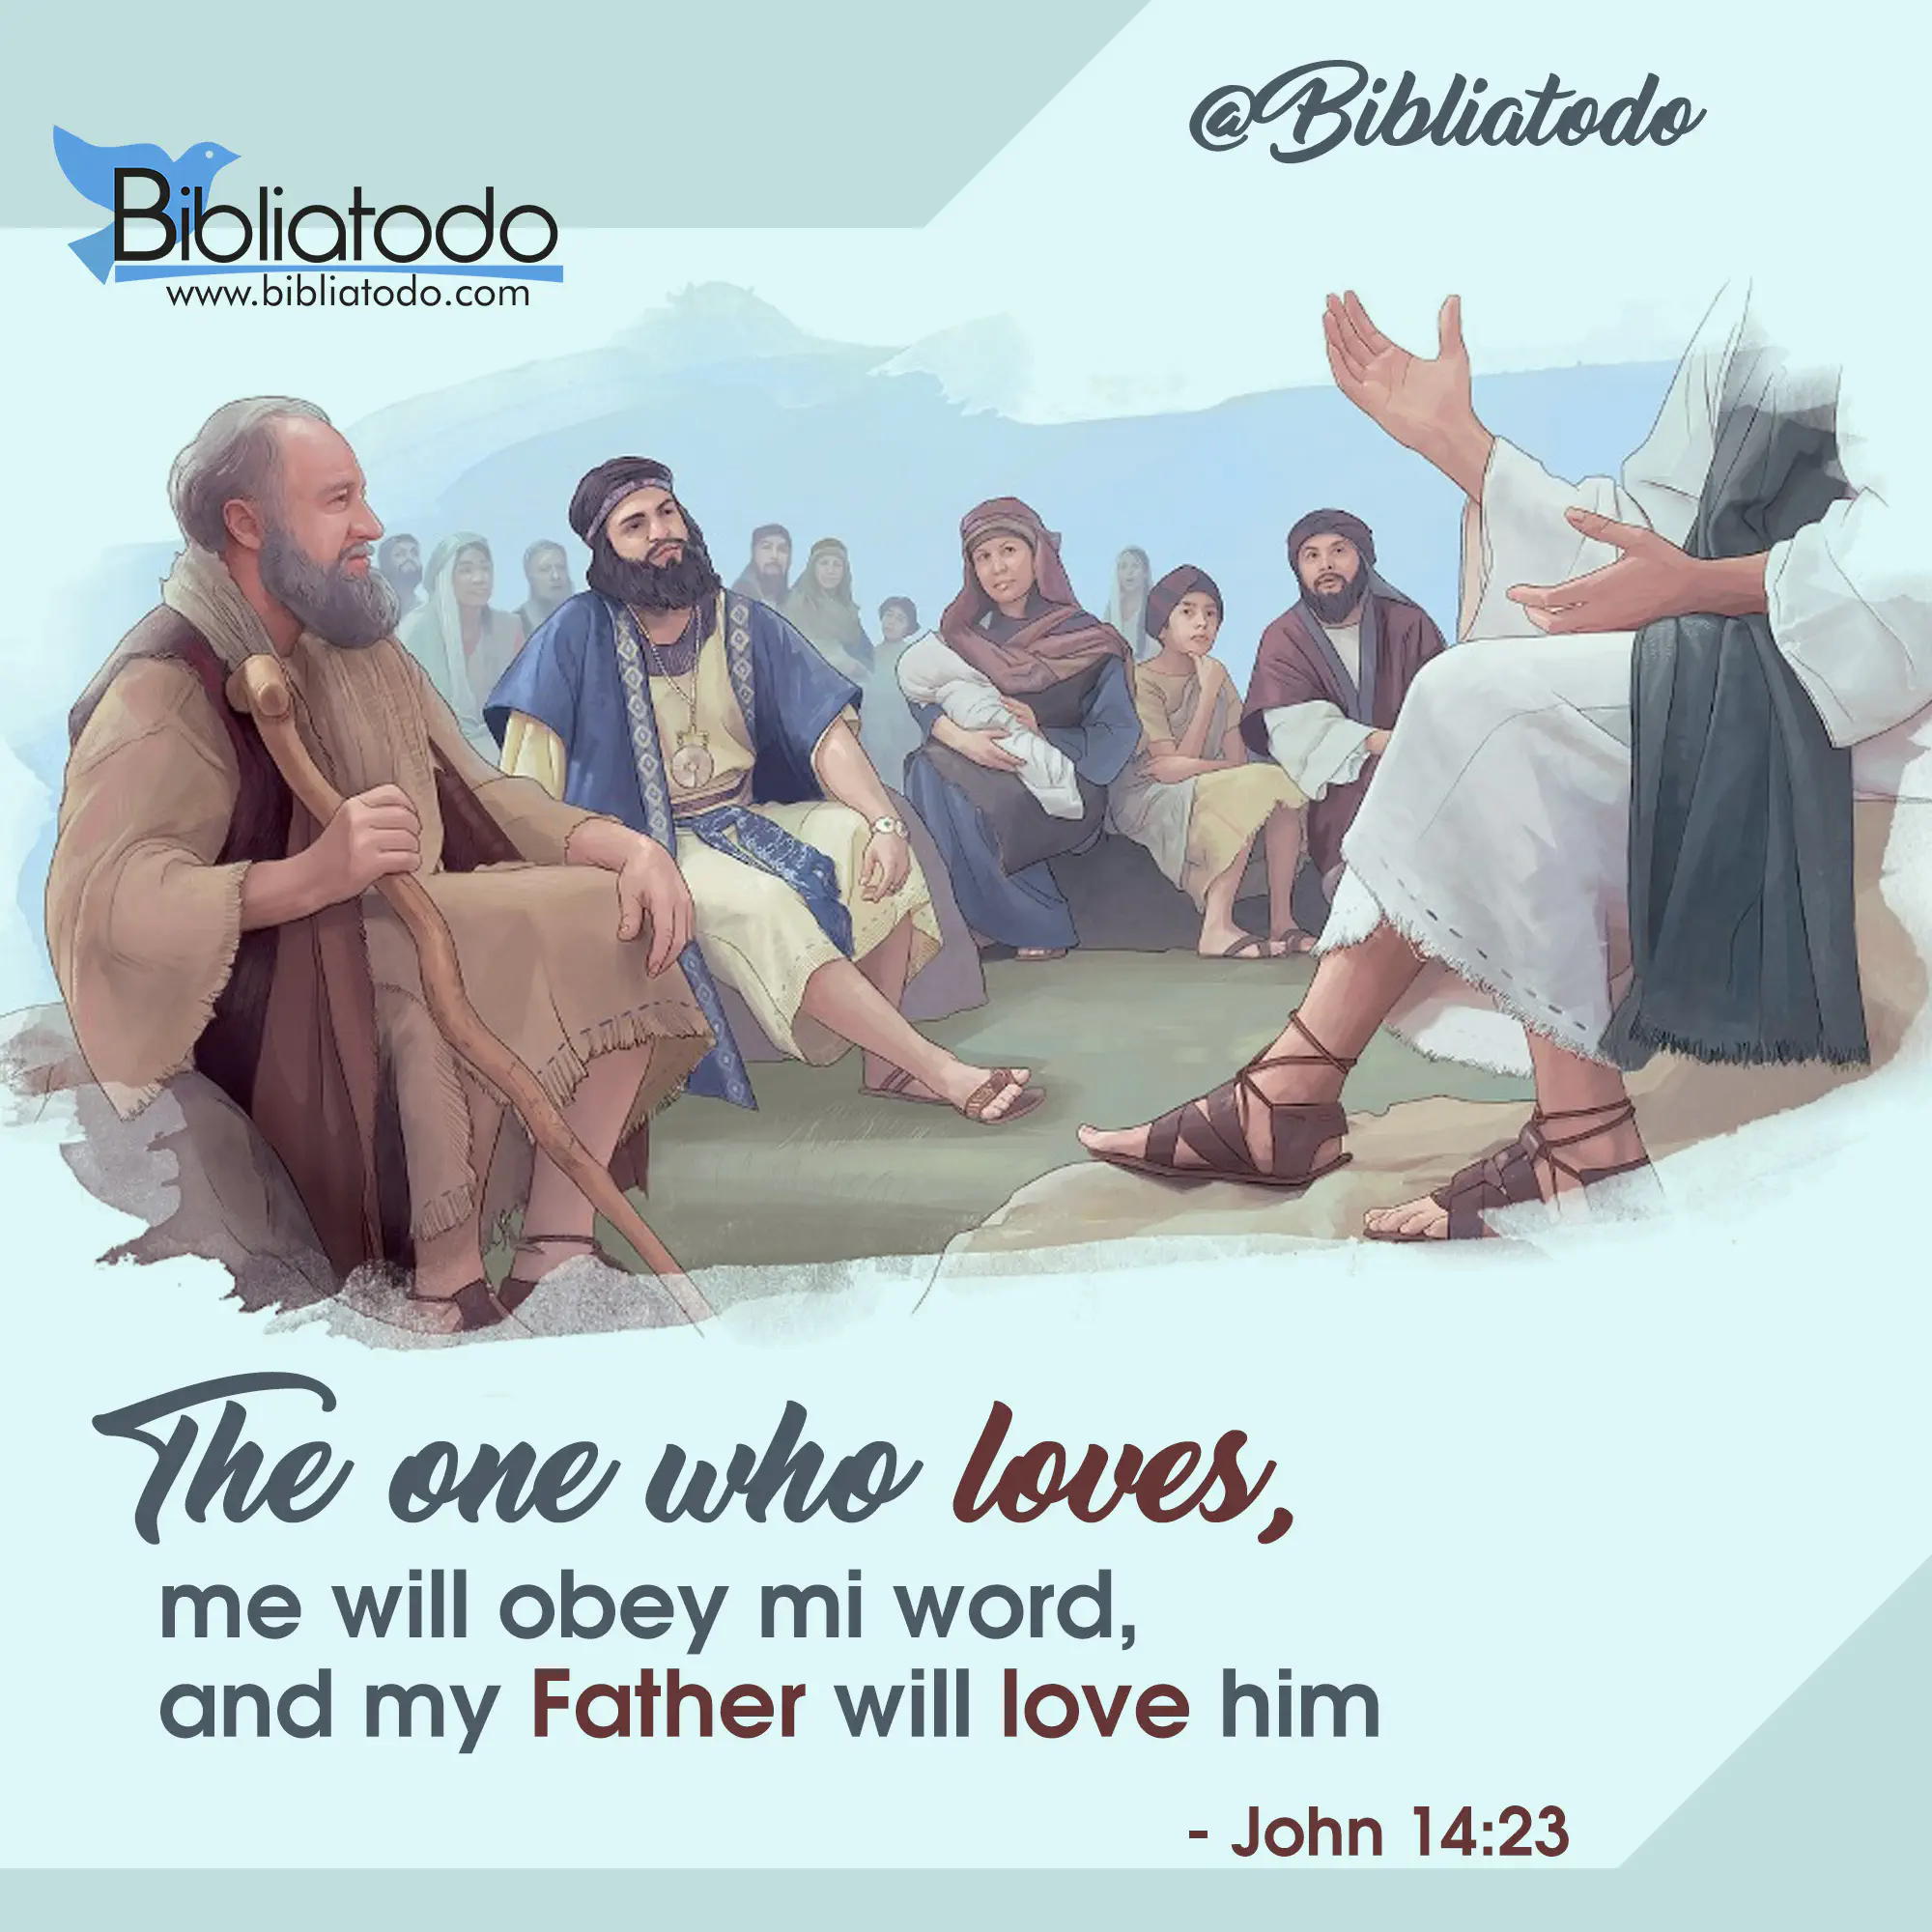 @Bibliatodo
Bibliatodo
www.bibliatodo.com
The one who loves,
me will obey mi word,
and my Father will love him
- John 14:23